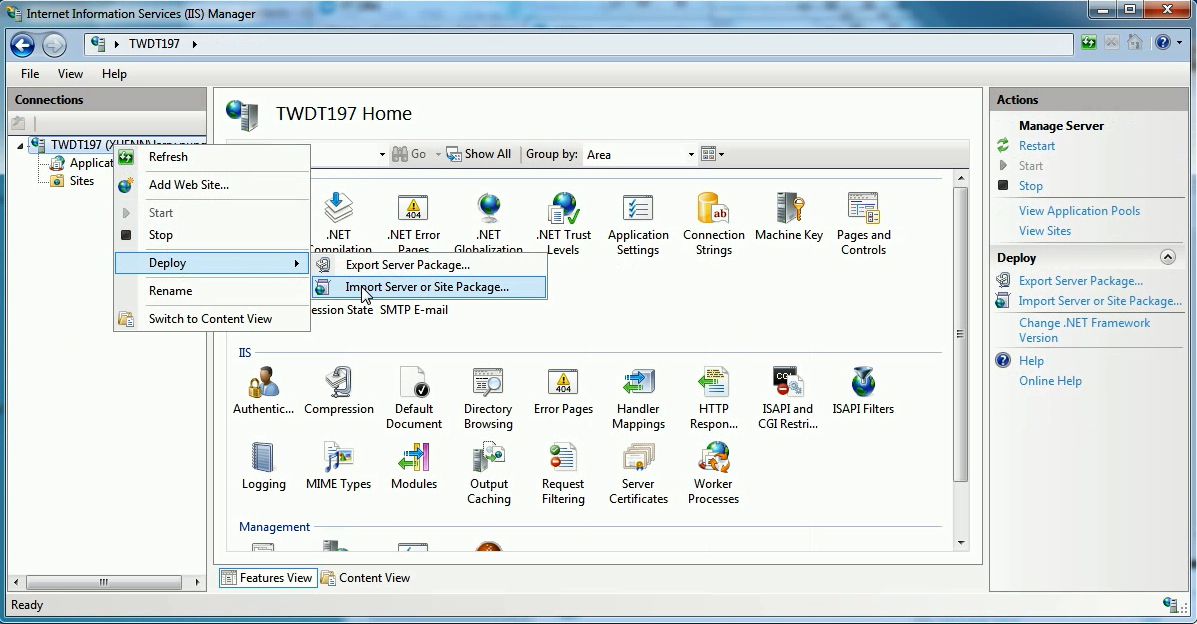 Internet Information Services (IIS) Manager
TWDT197
File View Help
Connections
TWDT197
Applicat
Sites
Refresh
Add Web Site...
Start
Stop
Deploy
Rename
Switch to Content View
Export Server Package...
Import Server or Site Package...
TWDT197 Home
Go Show All Group by: Area
.NET Compilation
.NET Error Pages
.NET Globalization
.NET Trust Levels
Application Settings
Connection Strings
Machine Key
Pages and Controls
ession State
SMTP E-mail
IIS
Authentic...
Compression
Default Document
Directory Browsing
Error Pages
Handler Mappings
HTTP Respon...
ISAPI and CGI Restri...
ISAPI Filters
Logging
MIME Types
Modules
Output Caching
Request Filtering
Server Certificates
Worker Processes
Management
Features View
Content View
Actions
Manage Server
Restart
Start
Stop
View Application Pools
View Sites
Deploy
Export Server Package...
Import Server or Site Package...
Change .NET Framework
Version
Help
Online Help
Ready